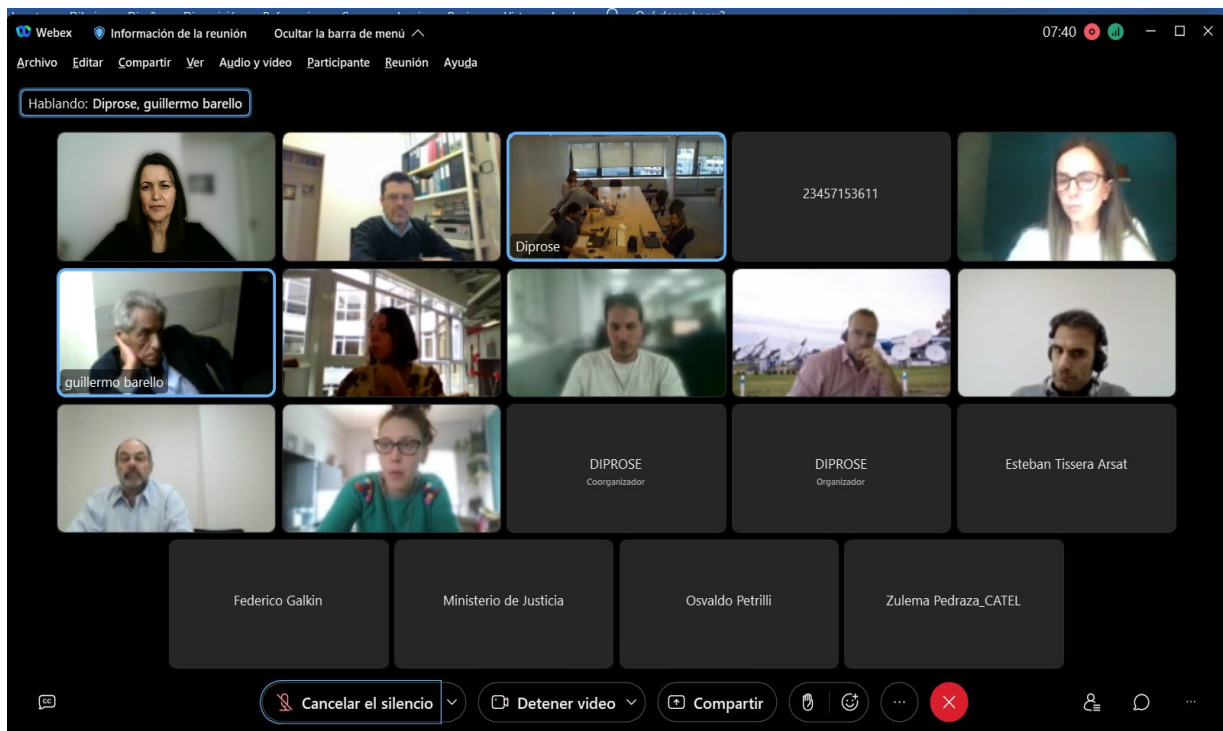 Webex Información de la reunión Ocultar la barra de menú 07:40
Archivo Editar Compartir Ver Audio y vídeo Participante Reunión Ayuda
Hablando: Diprose, guillermo barello
Diprose
23457153611
guillermo barello
DIPROSE
Coorganizador
DIPROSE
Organizador
Esteban Tissera Arsat
Federico Galkin
Ministerio de Justicia
Osvaldo Petrilli
Zulema Pedraza_CATEL
CC
Cancelar el silencio Detener video Compartir